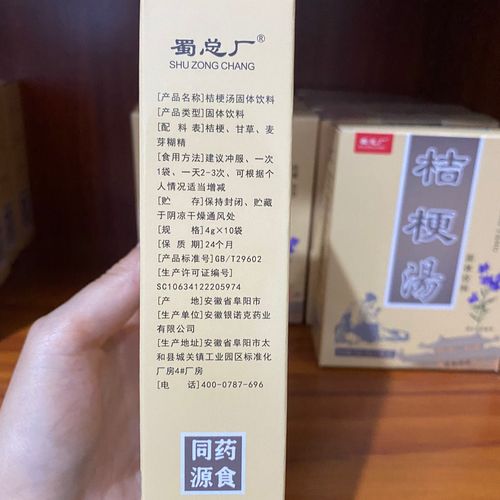 蜀总厂®
SHU ZONG CHANG
[产品名称]桔梗汤固体饮料
[产品类型]固体饮料
[配 料 表]桔梗、甘草、麦
芽糊精
[食用方法]建议冲服、一次
1袋、一天2-3次、可根据个
人情况适当增减
[贮 存]保持封闭、贮藏
于阴凉干燥通风处
[规 格]4g×10袋
[保 质 期]24个月
[产品标准号]GB/T29602
[生产许可证编号]
SC10634122205974
[产 地]安徽省阜阳市
[生产单位]安徽银诺克药业
有限公司
[生产地址]安徽省阜阳市太
和县城关镇工业园区标准化
厂房4#厂房
[电 话]400-0787-696
同药
源食
蜀总厂
桔梗汤